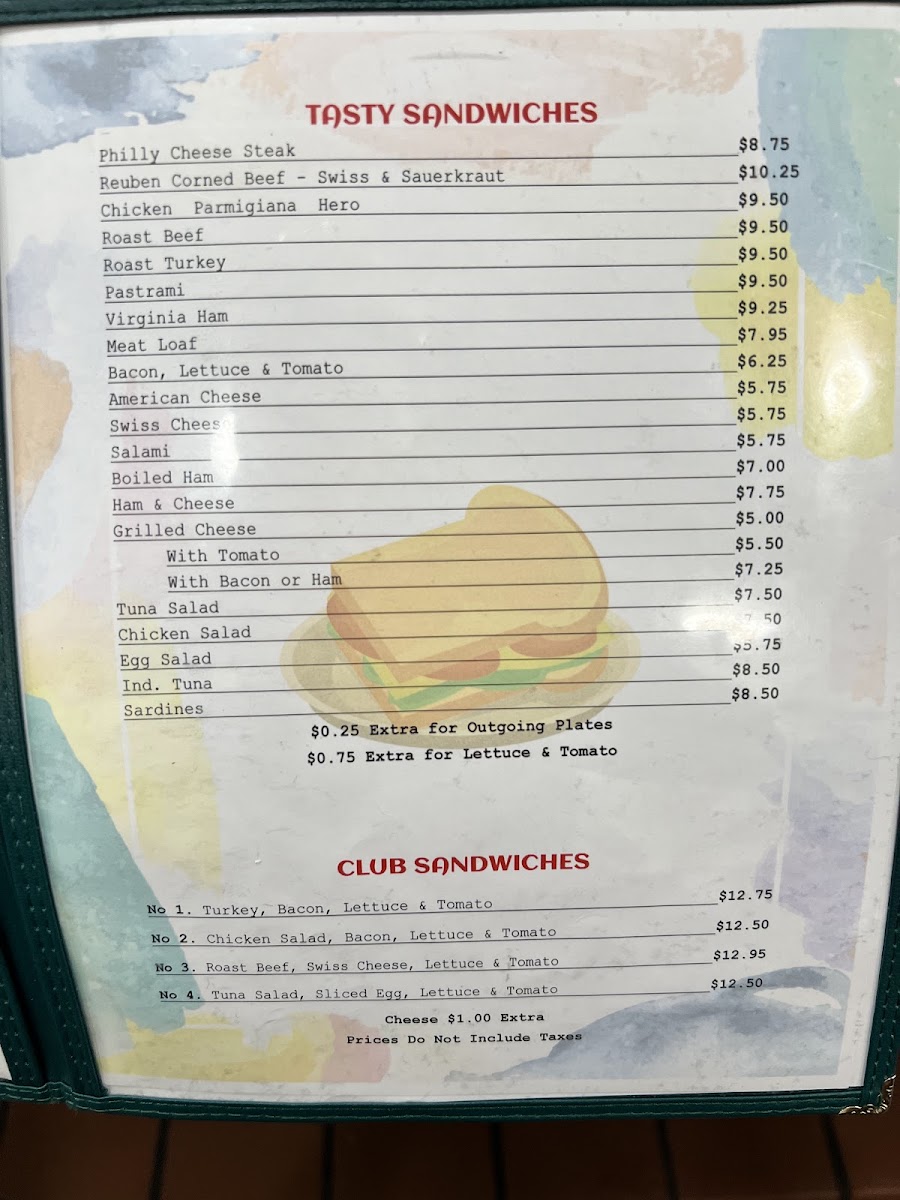 TASTY SANDWICHES
Philly Cheese Steak $8.75
Reuben Corned Beef - Swiss & Sauerkraut $10.25
Chicken Parmigiana Hero $9.50
Roast Beef $9.50
Roast Turkey $9.50
Pastrami $9.50
Virginia Ham $9.25
Meat Loaf $7.95
Bacon, Lettuce & Tomato $6.25
American Cheese $5.75
Swiss Cheese $5.75
Salami $5.75
Boiled Ham $7.00
Ham & Cheese $7.75
Grilled Cheese $5.00
With Tomato $5.50
With Bacon or Ham $7.25
Tuna Salad $7.50
Chicken Salad 7.50
Egg Salad $5.75
Ind. Tuna $8.50
Sardines $8.50
$0.25 Extra for Outgoing Plates
$0.75 Extra for Lettuce & Tomato
CLUB SANDWICHES
No 1. Turkey, Bacon, Lettuce & Tomato $12.75
No 2. Chicken Salad, Bacon, Lettuce & Tomato $12.50
No 3. Roast Beef, Swiss Cheese, Lettuce & Tomato $12.95
No 4. Tuna Salad, Sliced Egg, Lettuce & Tomato $12.50
Cheese $1.00 Extra
Prices Do Not Include Taxes